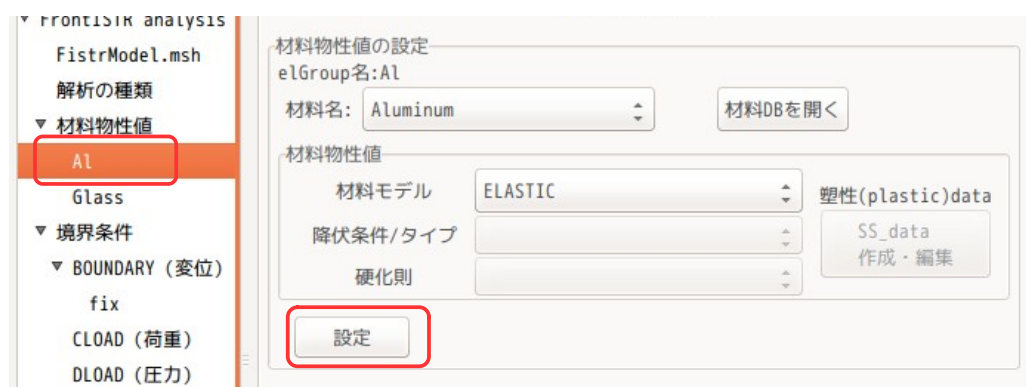 ▼ FrontISTR analysis
FistrModel.msh
解析の種類
▼ 材料物性値
Al
Glass
▼ 境界条件
▼ BOUNDARY (変位)
fix
CLOAD (荷重)
DLOAD (圧力)
材料物性値の設定
elGroup名:Al
材料名: Aluminum 材料DBを開く
材料物性値
材料モデル ELASTIC 塑性(plastic)data
降伏条件/タイプ SS_data
作成・編集
硬化則
設定